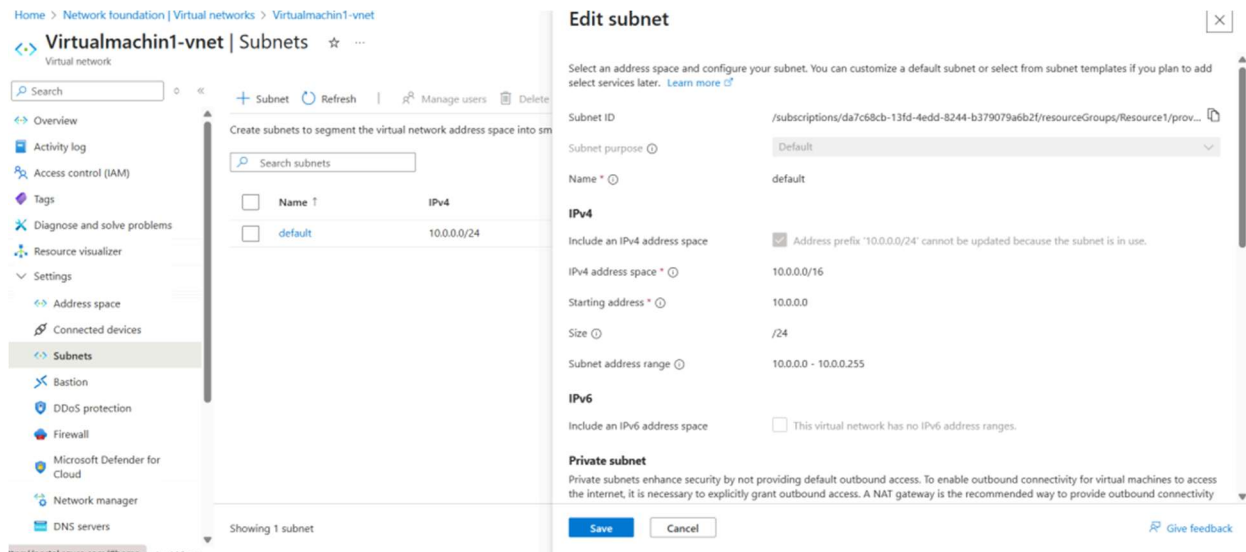 Home > Network foundation | Virtual networks > Virtualmachin1-vnet
Virtualmachin1-vnet | Subnets
Virtual network
Search
Overview
Activity log
Access control (IAM)
Tags
Diagnose and solve problems
Resource visualizer
Settings
Address space
Connected devices
Subnets
Bastion
DDoS protection
Firewall
Microsoft Defender for
Cloud
Network manager
DNS servers
+ Subnet Refresh | Manage users Delete
Create subnets to segment the virtual network address space into sm
Search subnets
Name ↑ IPv4
default 10.0.0.0/24
Showing 1 subnet
Edit subnet
Select an address space and configure your subnet. You can customize a default subnet or select from subnet templates if you plan to add
select services later. Learn more
Subnet ID /subscriptions/da7c68cb-13fd-4edd-8244-b379079a6b2f/resourceGroups/Resource1/prov...
Subnet purpose Default
Name * default
IPv4
Include an IPv4 address space Address prefix '10.0.0.0/24' cannot be updated because the subnet is in use.
IPv4 address space * 10.0.0.0/16
Starting address * 10.0.0.0
Size /24
Subnet address range 10.0.0.0 - 10.0.0.255
IPv6
Include an IPv6 address space This virtual network has no IPv6 address ranges.
Private subnet
Private subnets enhance security by not providing default outbound access. To enable outbound connectivity for virtual machines to access
the internet, it is necessary to explicitly grant outbound access. A NAT gateway is the recommended way to provide outbound connectivity
Save Cancel Give feedback